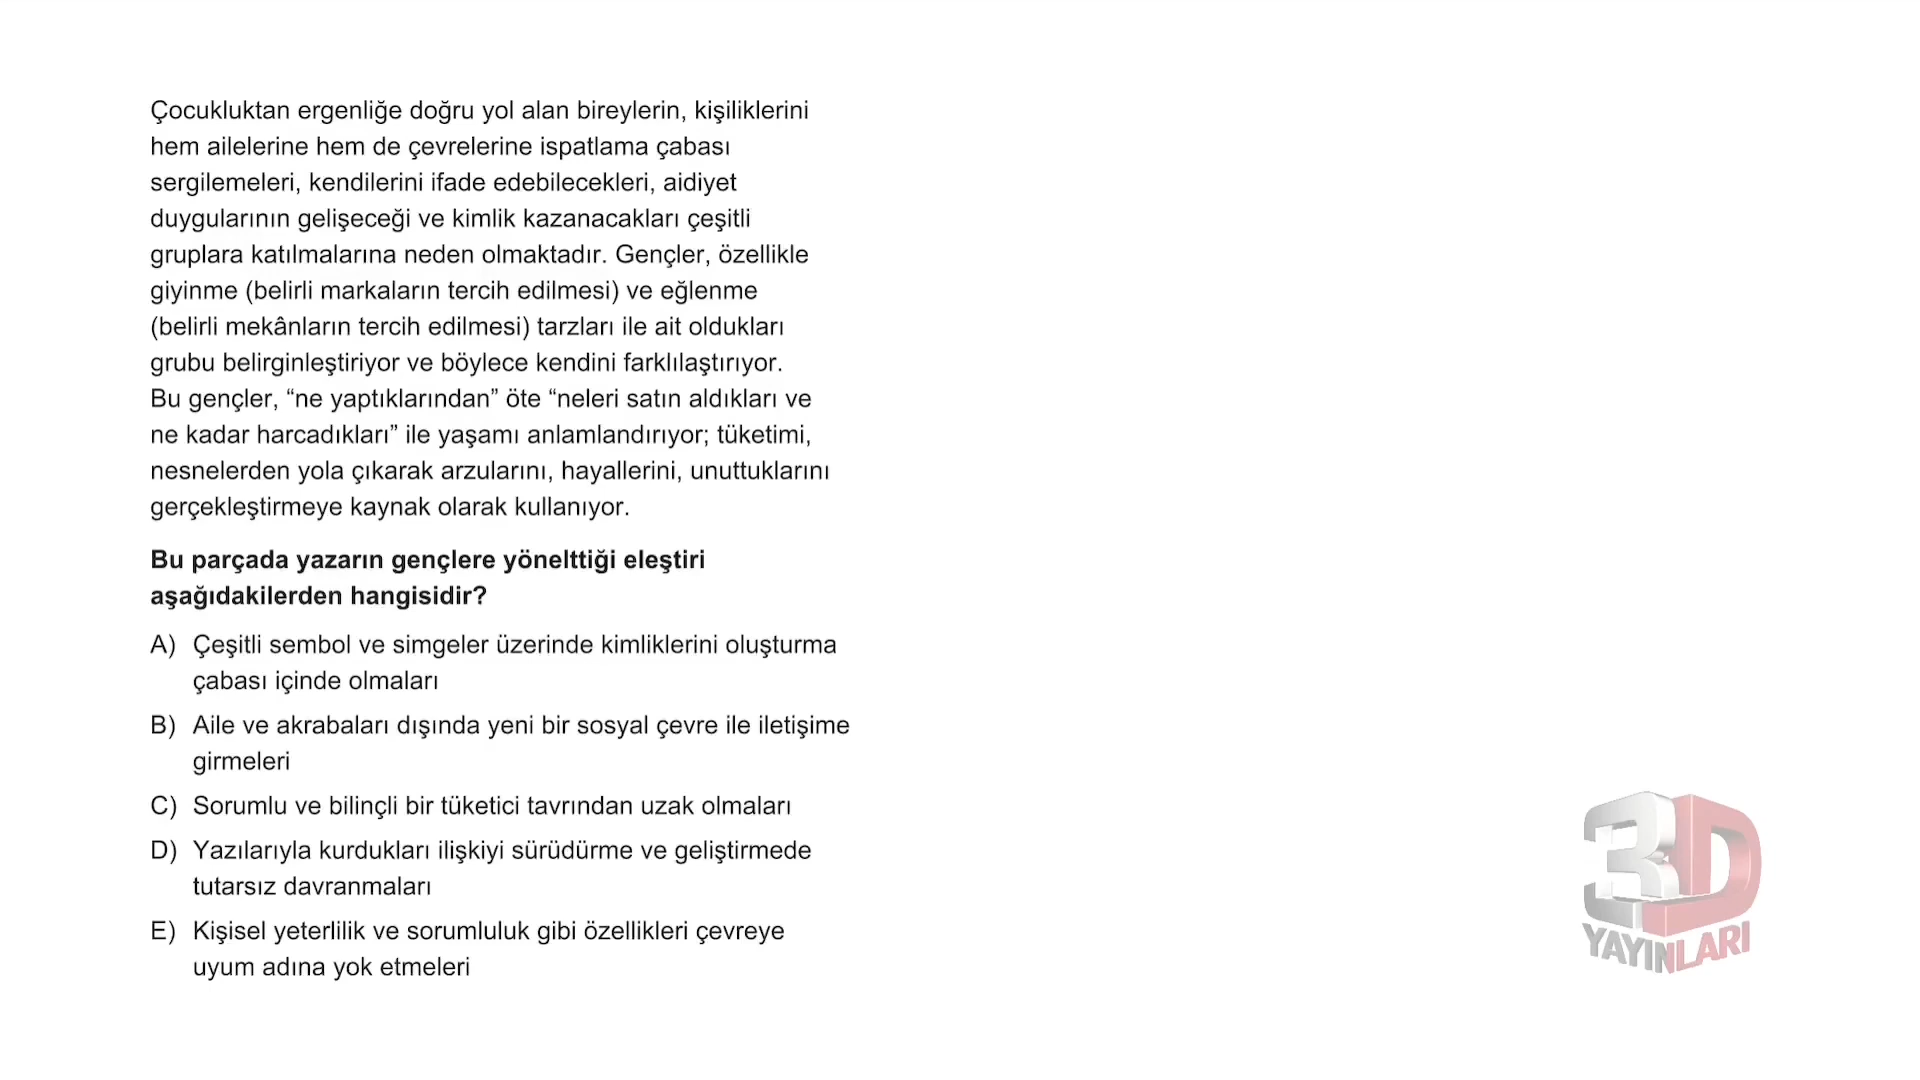 Çocukluktan ergenliğe doğru yol alan bireylerin, kişiliklerini
hem ailelerine hem de çevrelerine ispatlama çabası
sergilemeleri, kendilerini ifade edebilecekleri, aidiyet
duygularının gelişeceği ve kimlik kazanacakları çeşitli
gruplara katılmalarına neden olmaktadır. Gençler, özellikle
giyinme (belirli markaların tercih edilmesi) ve eğlenme
(belirli mekânların tercih edilmesi) tarzları ile ait oldukları
grubu belirginleştiriyor ve böylece kendini farklılaştırıyor.
Bu gençler, “ne yaptıklarından” öte “neleri satın aldıkları ve
ne kadar harcadıkları” ile yaşamı anlamlandırıyor; tüketimi,
nesnelerden yola çıkarak arzularını, hayallerini, unuttuklarını
gerçekleştirmeye kaynak olarak kullanıyor.
Bu parçada yazarın gençlere yönelttiği eleştiri
aşağıdakilerden hangisidir?
A) Çeşitli sembol ve simgeler üzerinde kimliklerini oluşturma
çabası içinde olmaları
B) Aile ve akrabaları dışında yeni bir sosyal çevre ile iletişime
girmeleri
C) Sorumlu ve bilinçli bir tüketici tavrından uzak olmaları
D) Yazılarıyla kurdukları ilişkiyi sürüdürme ve geliştirmede
tutarsız davranmaları
E) Kişisel yeterlilik ve sorumluluk gibi özellikleri çevreye
uyum adına yok etmeleri
3D
YAYINLARI